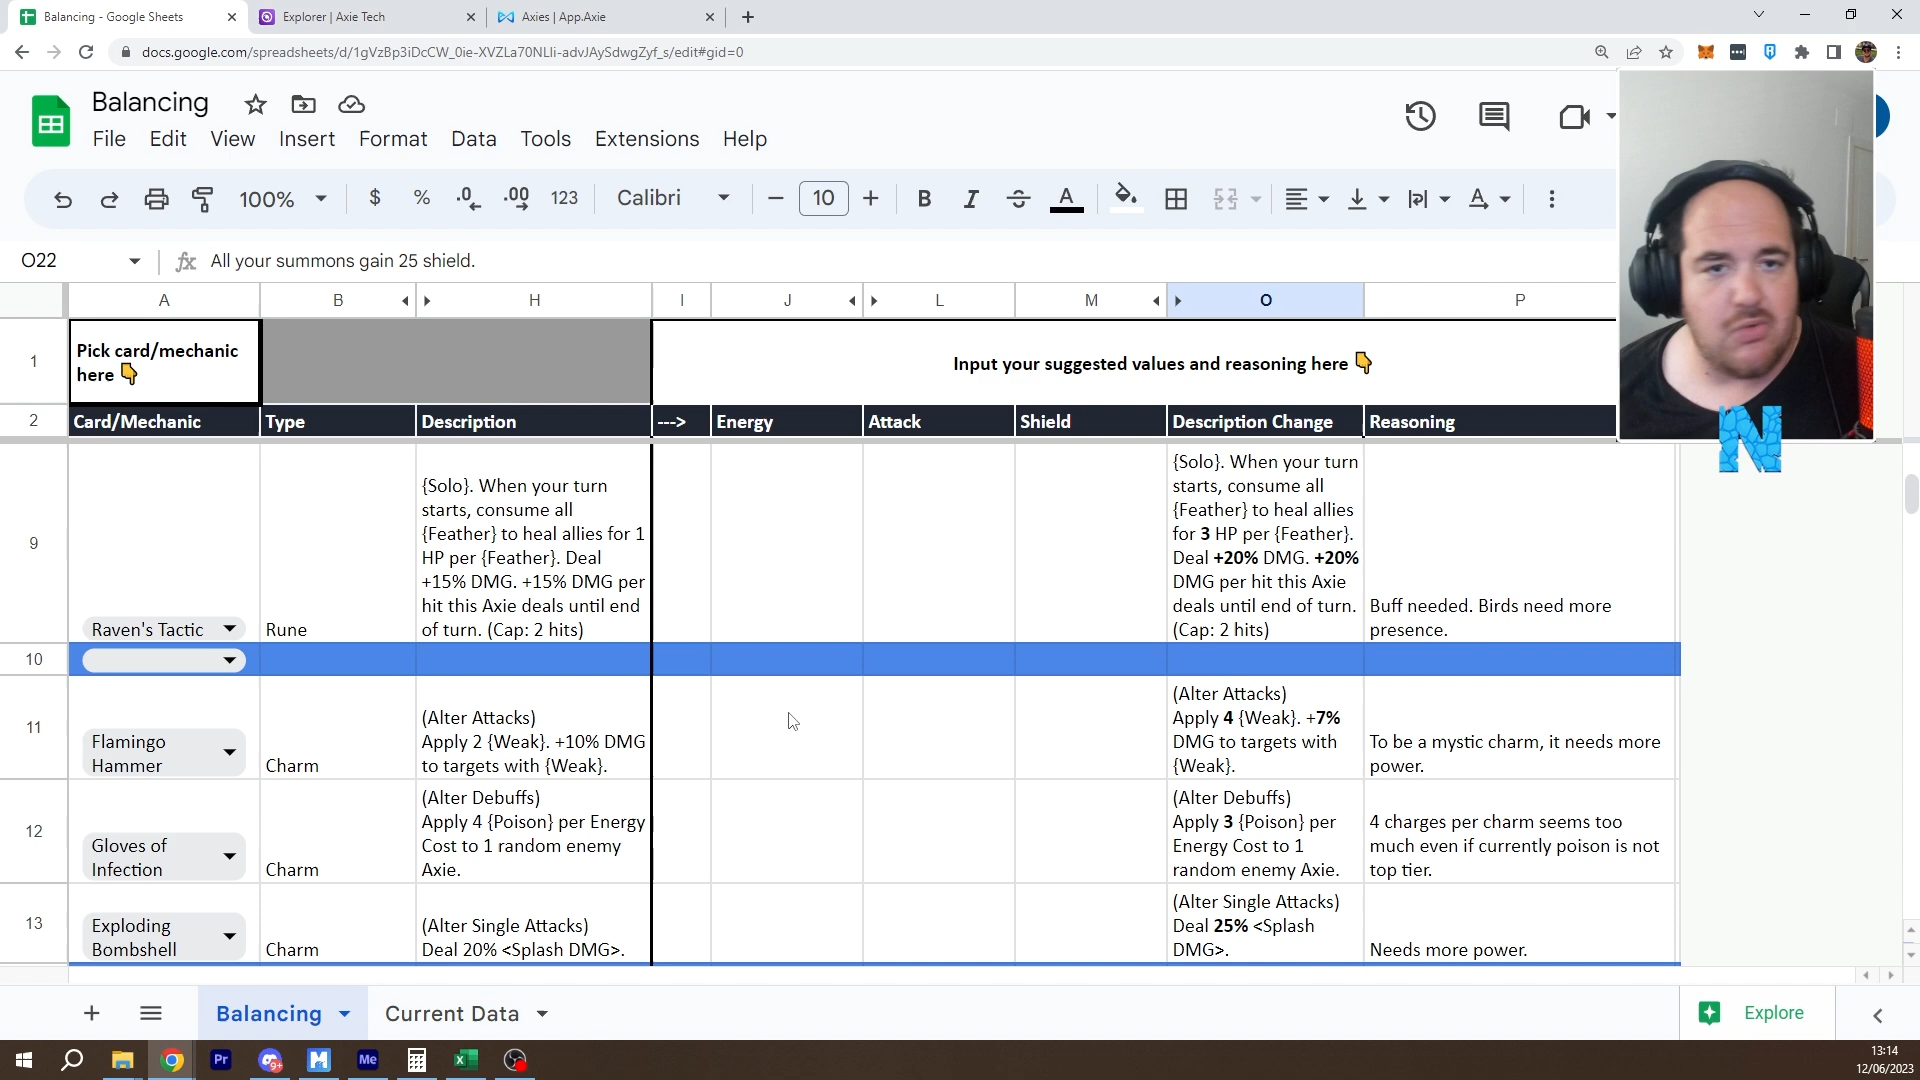 Balancing - Google Sheets
Explorer | Axie Tech
Axies | App.Axie
docs.google.com/spreadsheets/d/1gVzBp3iDcCW_0ie-XVZLa70NLIi-advJAySdwgZyf_s/edit#gid=0
Balancing
File Edit View Insert Format Data Tools Extensions Help
100% $ % .0 .00 123 Calibri 10 B I A
O22 fx All your summons gain 25 shield.
A B H I J L M O P
1
Pick card/mechanic
here
Input your suggested values and reasoning here
2 Card/Mechanic Type Description ---> Energy Attack Shield Description Change Reasoning
9
Raven's Tactic
Rune
{Solo}. When your turn
starts, consume all
{Feather} to heal allies for 1
HP per {Feather}. Deal
+15% DMG. +15% DMG per
hit this Axie deals until end
of turn. (Cap: 2 hits)
{Solo}. When your turn
starts, consume all
{Feather} to heal allies
for 3 HP per {Feather}.
Deal +20% DMG. +20%
DMG per hit this Axie
deals until end of turn.
(Cap: 2 hits)
Buff needed. Birds need more
presence.
10
11
Flamingo
Hammer
Charm
(Alter Attacks)
Apply 2 {Weak}. +10% DMG
to targets with {Weak}.
(Alter Attacks)
Apply 4 {Weak}. +7%
DMG to targets with
{Weak}.
To be a mystic charm, it needs more
power.
12
Gloves of
Infection
Charm
(Alter Debuffs)
Apply 4 {Poison} per Energy
Cost to 1 random enemy
Axie.
(Alter Debuffs)
Apply 3 {Poison} per
Energy Cost to 1
random enemy Axie.
4 charges per charm seems too
much even if currently poison is not
top tier.
13
Exploding
Bombshell
Charm
(Alter Single Attacks)
Deal 20% <Splash DMG>.
(Alter Single Attacks)
Deal 25% <Splash
DMG>.
Needs more power.
N
Balancing
Current Data
Explore
Pr
9+
Me
13:14
12/06/2023